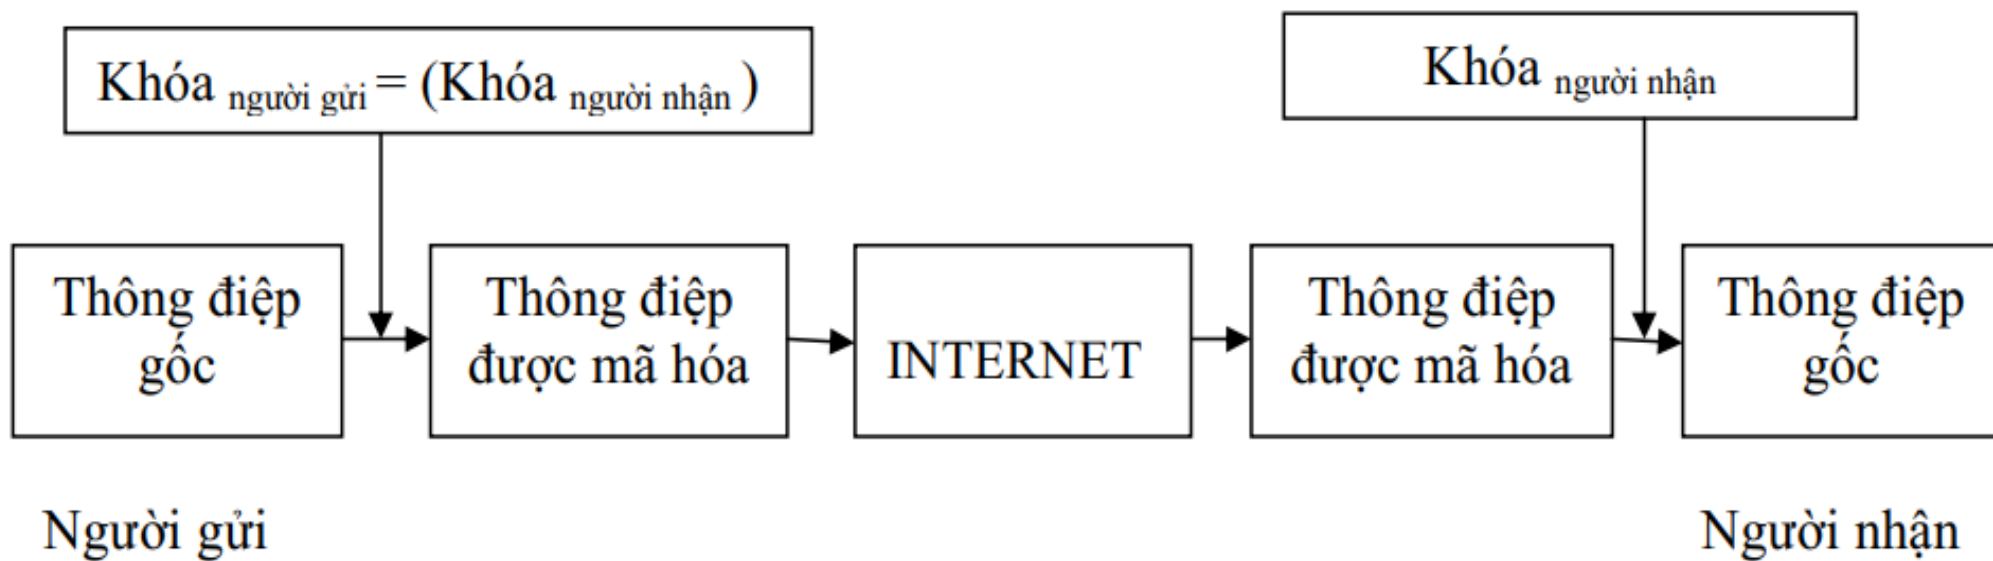 Khóa người gửi = (Khóa người nhận )
Khóa người nhận
Thông điệp
gốc
Thông điệp
được mã hóa
INTERNET
Thông điệp
được mã hóa
Thông điệp
gốc
Người gửi
Người nhận